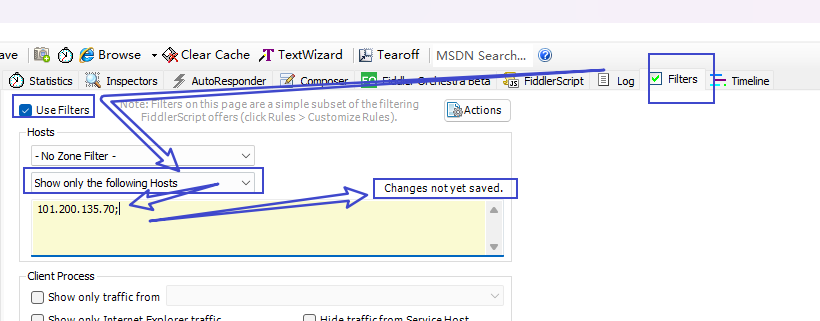 ave Browse Clear Cache TextWizard Tearoff MSDN Search...
Statistics Inspectors AutoResponder Composer FO Fiddler Orchestra Beta JS FiddlerScript Log Filters Timeline
Use Filters Note: Filters on this page are a simple subset of the filtering
FiddlerScript offers (click Rules > Customize Rules). Actions
Hosts
- No Zone Filter -
Show only the following Hosts
Changes not yet saved.
101.200.135.70;
Client Process
Show only traffic from
Show only Internet Explorer traffic Hide traffic from Service Host